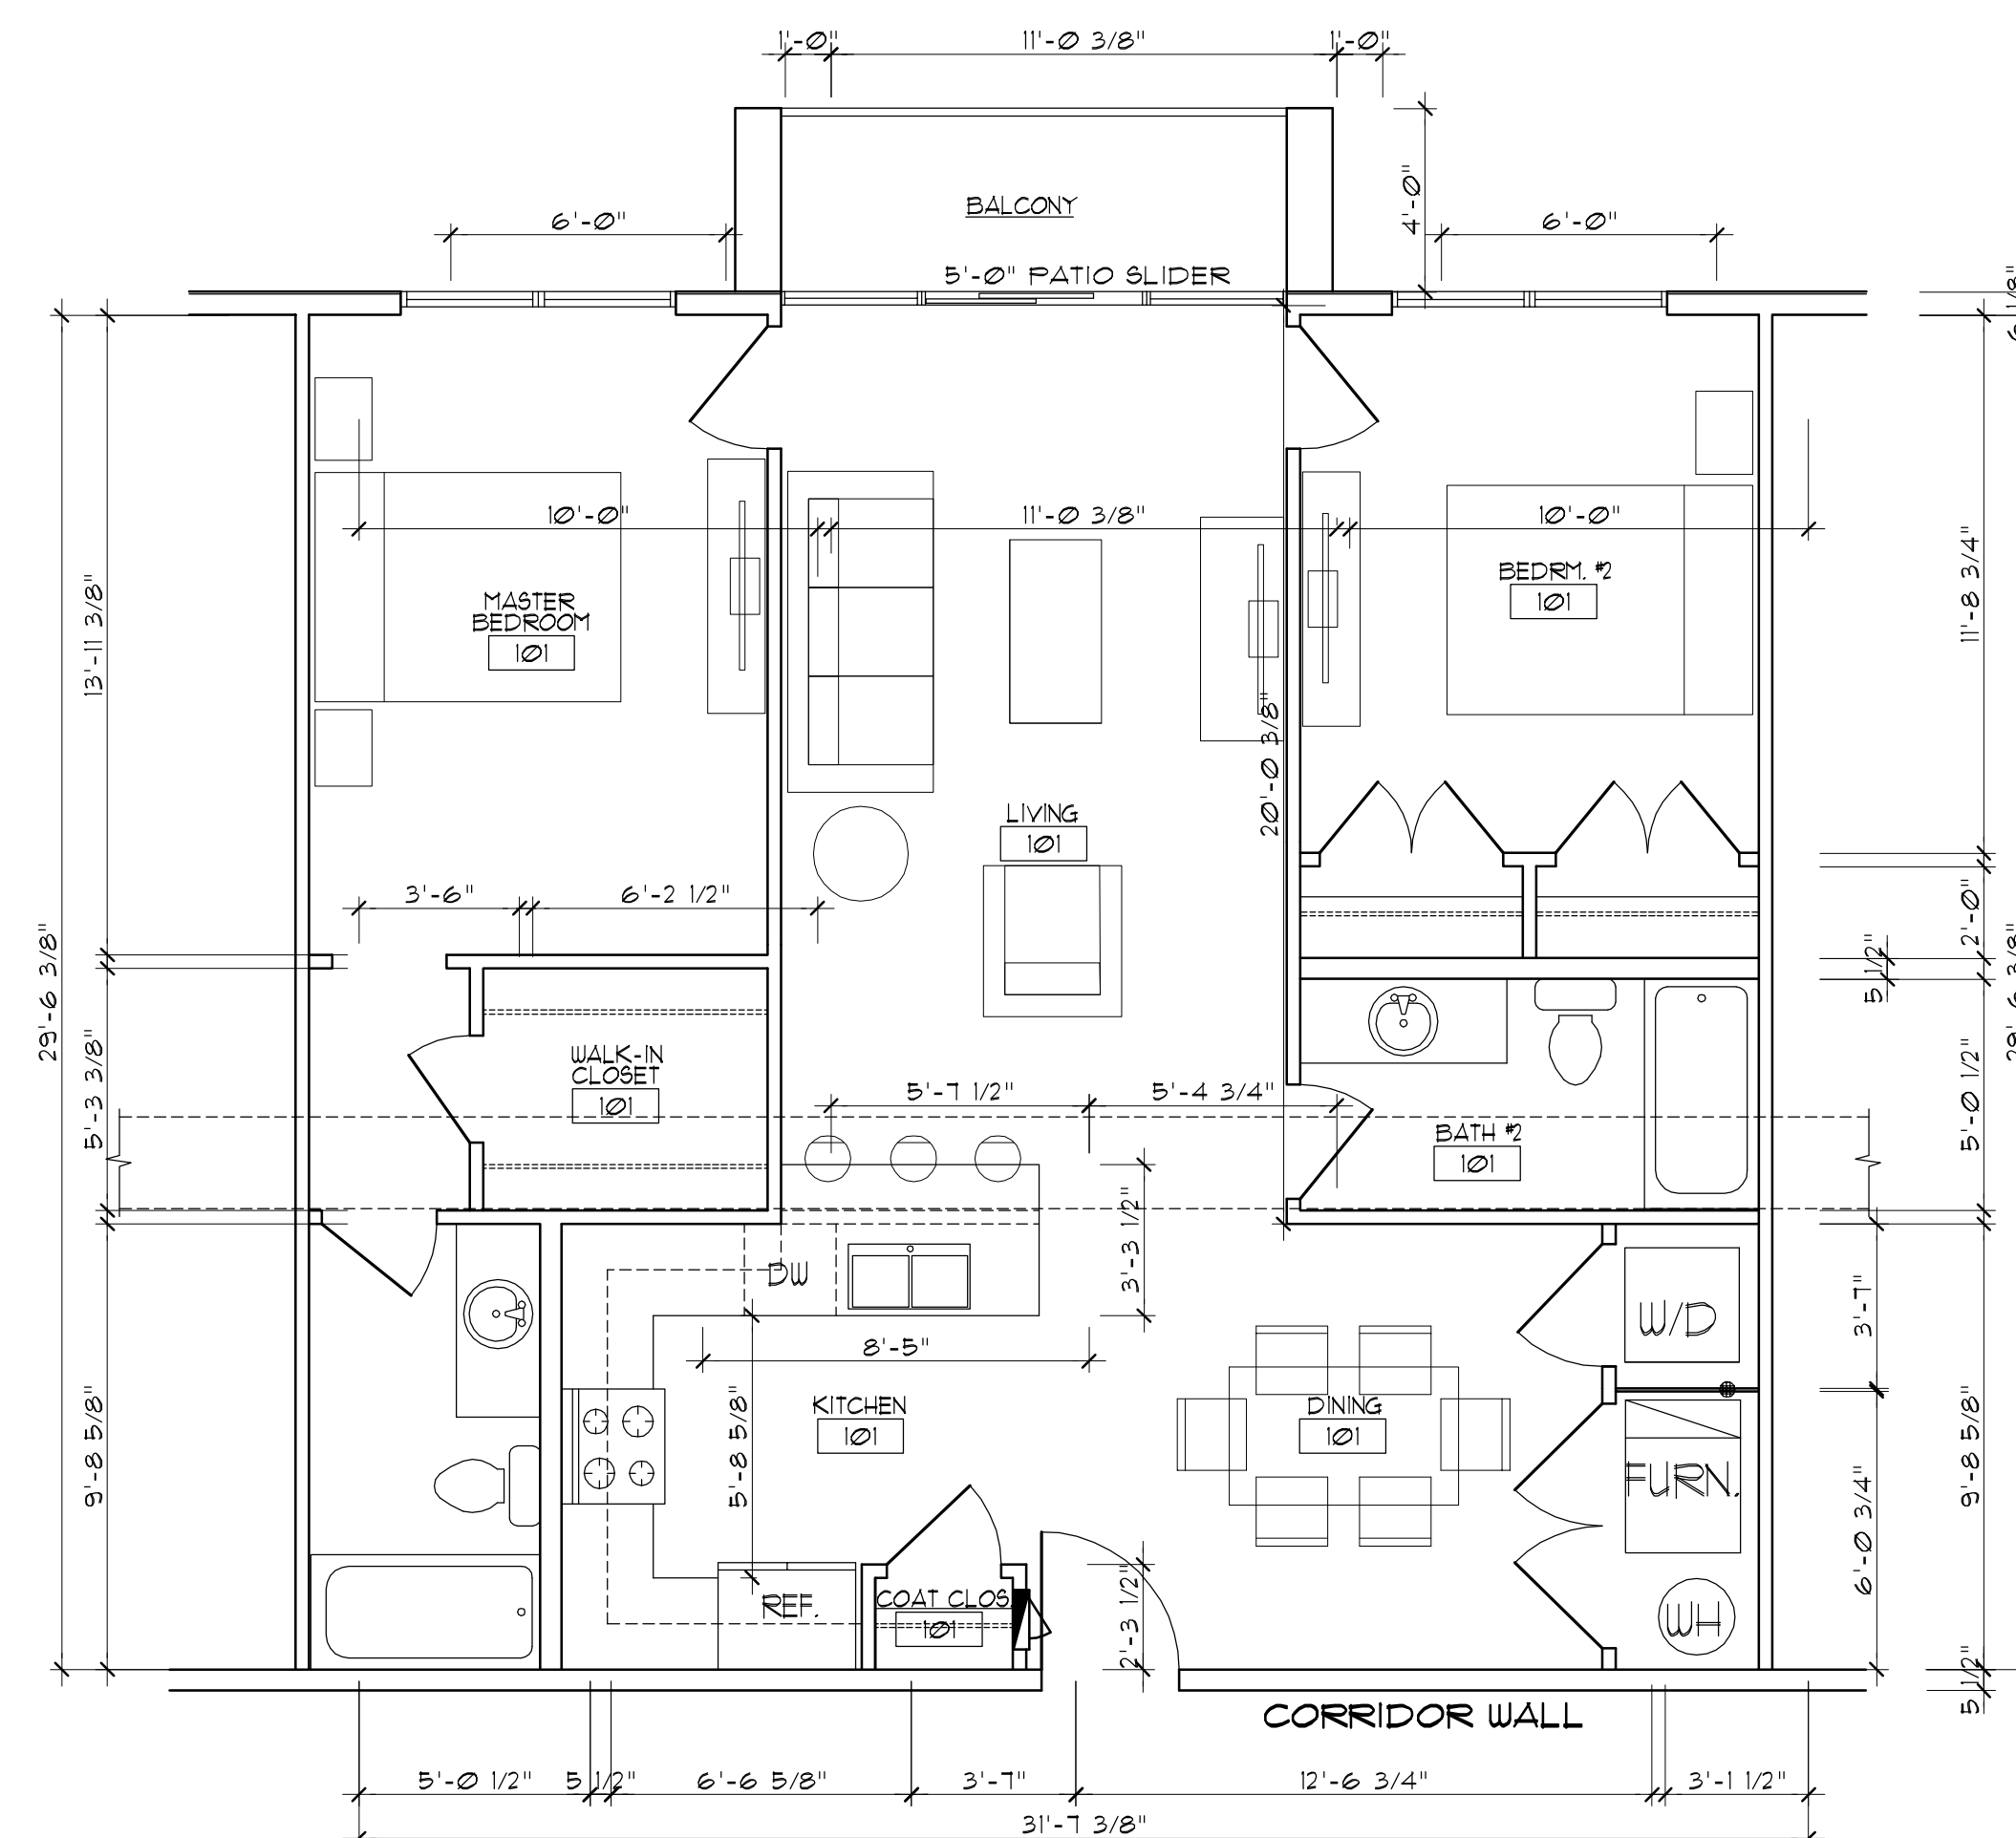 1'-0" 11'-0 3/8" 1'-0"
4'-0"
BALCONY
6'-0" 6'-0"
5'-0" PATIO SLIDER
10'-0" 11'-0 3/8" 10'-0"
13'-11 3/8"
11'-8 3/4"
MASTER
BEDROOM
101
BEDRM. #2
101
20'-0 3/8"
LIVING
101
3'-6" 6'-2 1/2"
29'-6 3/8"
2'-0"
5 1/2"
29'-6 3/8"
WALK-IN
CLOSET
101
5'-3 3/8"
5'-7 1/2" 5'-4 3/4"
5'-0 1/2"
BATH #2
101
3'-3 1/2"
DW
W/D
3'-7"
8'-5"
9'-8 5/8"
5'-8 5/8"
KITCHEN
101
DINING
101
9'-8 5/8"
FURN.
6'-0 3/4"
REF.
COAT CLOS.
101
2'-3 1/2"
WH
5 1/2"
CORRIDOR WALL
5'-0 1/2" 5 1/2" 6'-6 5/8" 3'-7" 12'-6 3/4" 3'-1 1/2"
31'-7 3/8"